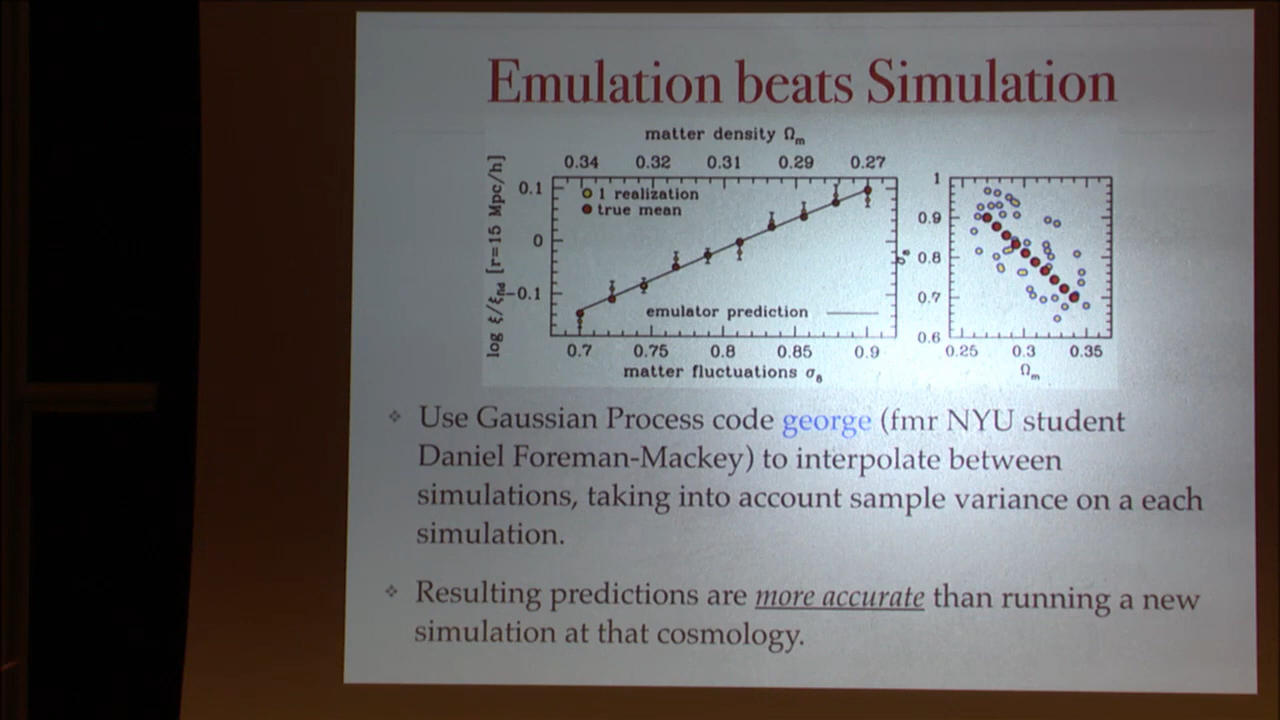 Emulation beats Simulation
matter density Ωm
0.34 0.32 0.31 0.29 0.27
log ξ/ξfid [r=15 Mpc/h]
0.1
0
−0.1
1 realization
true mean
emulator prediction
0.7 0.75 0.8 0.85 0.9
matter fluctuations σ8
1
0.9
0.8
0.7
0.6
σ8
0.25 0.3 0.35
Ωm
Use Gaussian Process code george (fmr NYU student
Daniel Foreman-Mackey) to interpolate between
simulations, taking into account sample variance on a each
simulation.
Resulting predictions are more accurate than running a new
simulation at that cosmology.